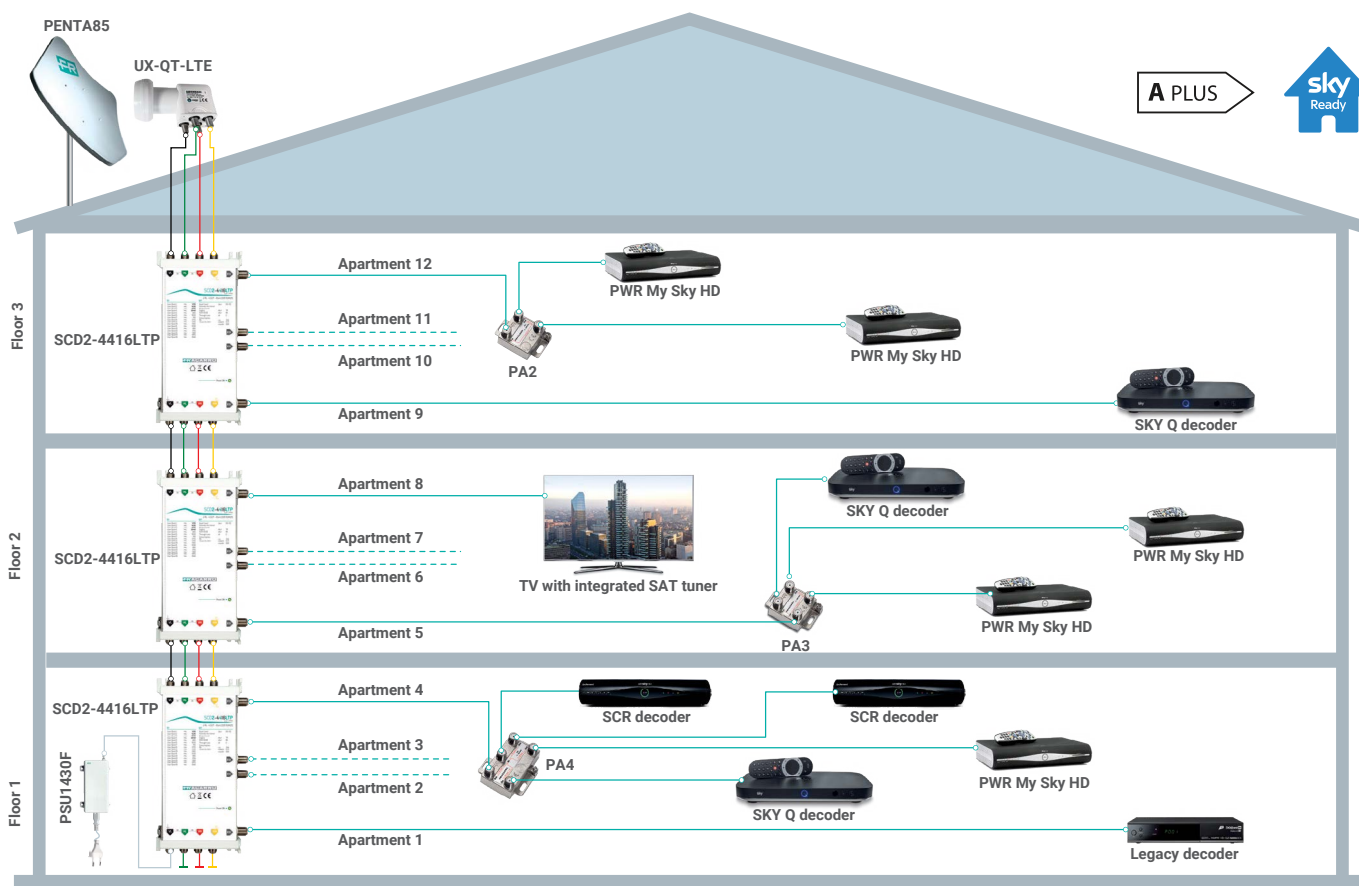 PENTA85
UX-QT-LTE
A PLUS
sky
Ready
Floor 3
SCD2-4416LTP
Apartment 12
Apartment 11
Apartment 10
Apartment 9
PA2
PWR My Sky HD
PWR My Sky HD
SKY Q decoder
Floor 2
SCD2-4416LTP
Apartment 8
Apartment 7
Apartment 6
Apartment 5
TV with integrated SAT tuner
SKY Q decoder
PWR My Sky HD
PWR My Sky HD
PA3
Floor 1
SCD2-4416LTP
PSU1430F
Apartment 4
Apartment 3
Apartment 2
Apartment 1
PA4
SCR decoder
SCR decoder
PWR My Sky HD
SKY Q decoder
Legacy decoder